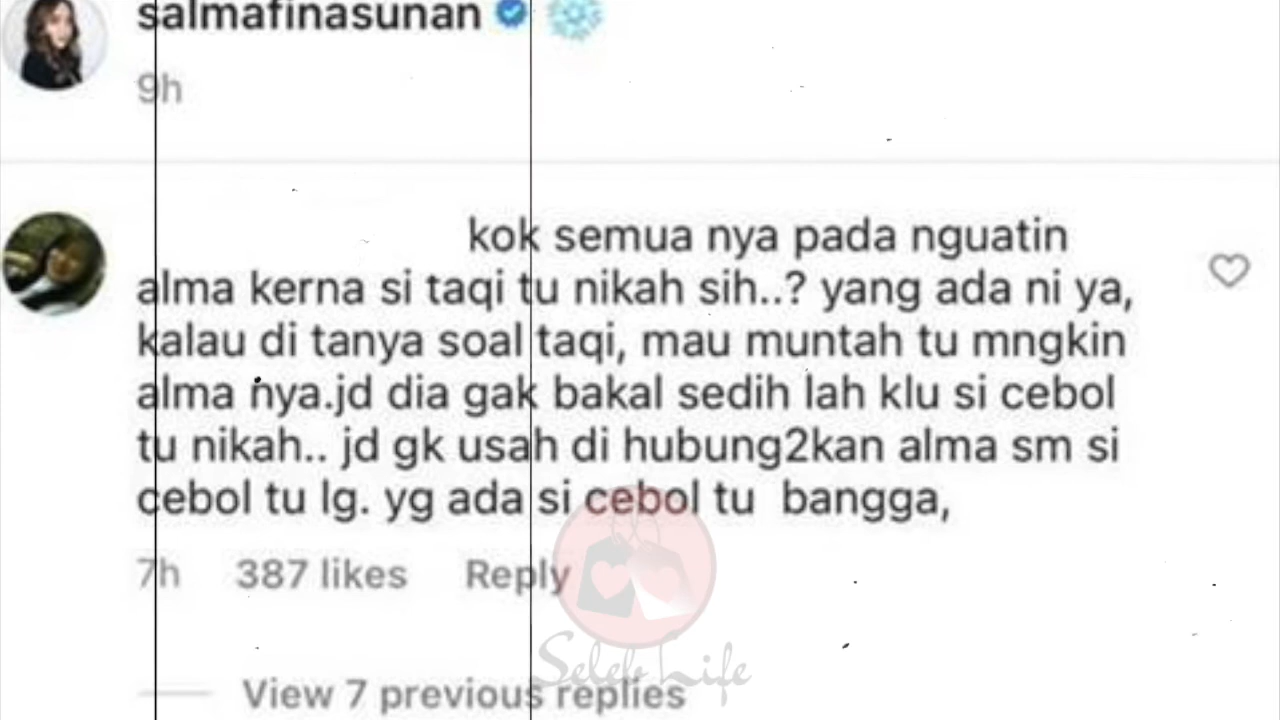 salmafinasunan
9h
kok semua nya pada nguatin
alma kerna si taqi tu nikah sih..? yang ada ni ya,
kalau di tanya soal taqi, mau muntah tu mngkin
alma nya.jd dia gak bakal sedih lah klu si cebol
tu nikah.. jd gk usah di hubung2kan alma sm si
cebol tu lg. yg ada si cebol tu bangga,
7h 387 likes Reply
Seleb Life
View 7 previous replies